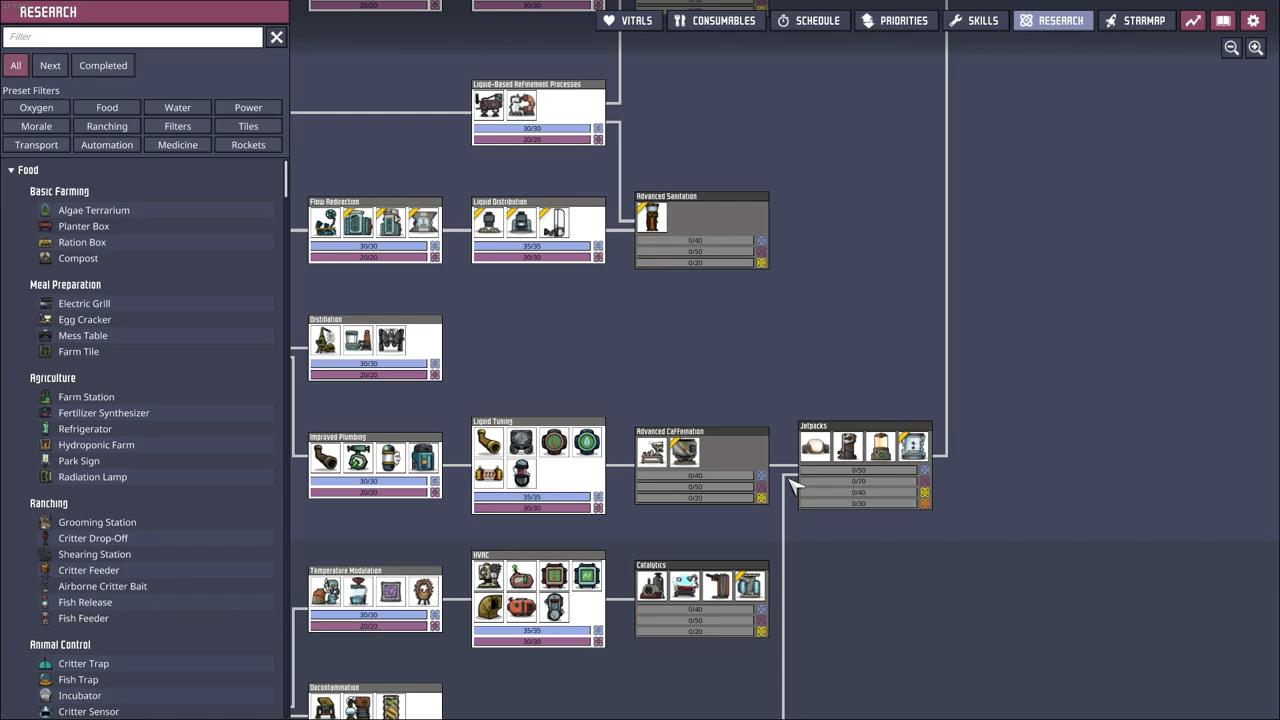 RESEARCH
VITALS
CONSUMABLES
SCHEDULE
PRIORITIES
SKILLS
RESEARCH
STARMAP
Filter
All
Next
Completed
Preset Filters
Oxygen
Food
Water
Power
Morale
Ranching
Filters
Tiles
Transport
Automation
Medicine
Rockets
Food
Basic Farming
Algae Terrarium
Planter Box
Ration Box
Compost
Meal Preparation
Electric Grill
Egg Cracker
Mess Table
Farm Tile
Agriculture
Farm Station
Fertilizer Synthesizer
Refrigerator
Hydroponic Farm
Park Sign
Radiation Lamp
Ranching
Grooming Station
Critter Drop-Off
Shearing Station
Critter Feeder
Airborne Critter Bait
Fish Release
Fish Feeder
Animal Control
Critter Trap
Fish Trap
Incubator
Critter Sensor
20/20
20/20
Liquid-Based Refinement Processes
30/30
20/20
Flow Redirection
30/30
20/20
Liquid Distribution
35/35
30/30
Advanced Sanitation
0/40
0/50
0/20
Distillation
30/30
20/20
Improved Plumbing
30/30
20/20
Liquid Tuning
35/35
30/30
Advanced Caffeination
0/40
0/50
0/20
Jetpacks
0/50
0/70
0/40
0/30
Temperature Modulation
30/30
20/20
HVAC
35/35
30/30
Catalytics
0/40
0/50
0/20
Decontamination